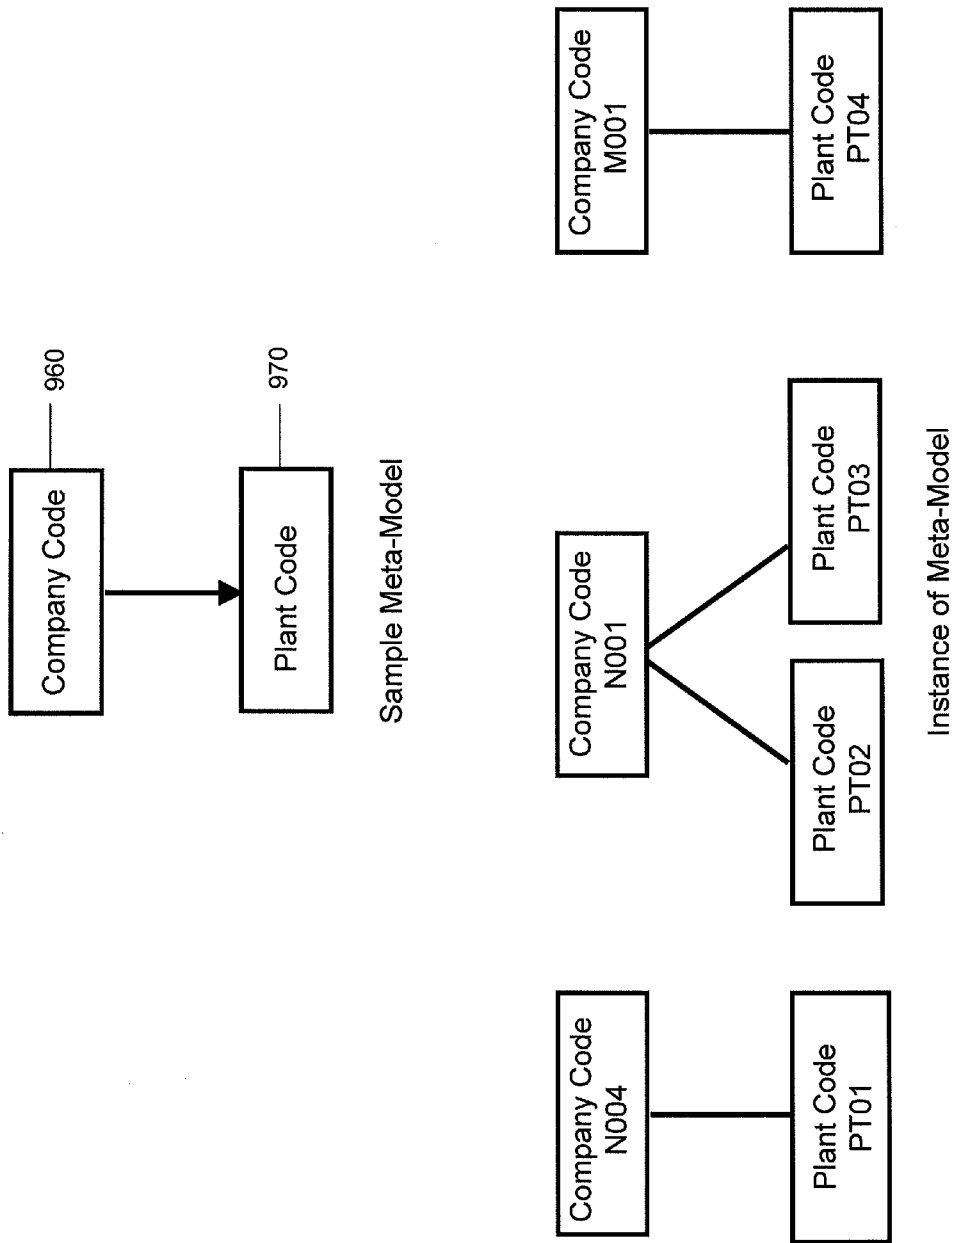 Company Code
960
Plant Code
970
Sample Meta-Model
Company Code
N004
Company Code
N001
Company Code
M001
Plant Code
PT01
Plant Code
PT02
Plant Code
PT03
Plant Code
PT04
Instance of Meta-Model